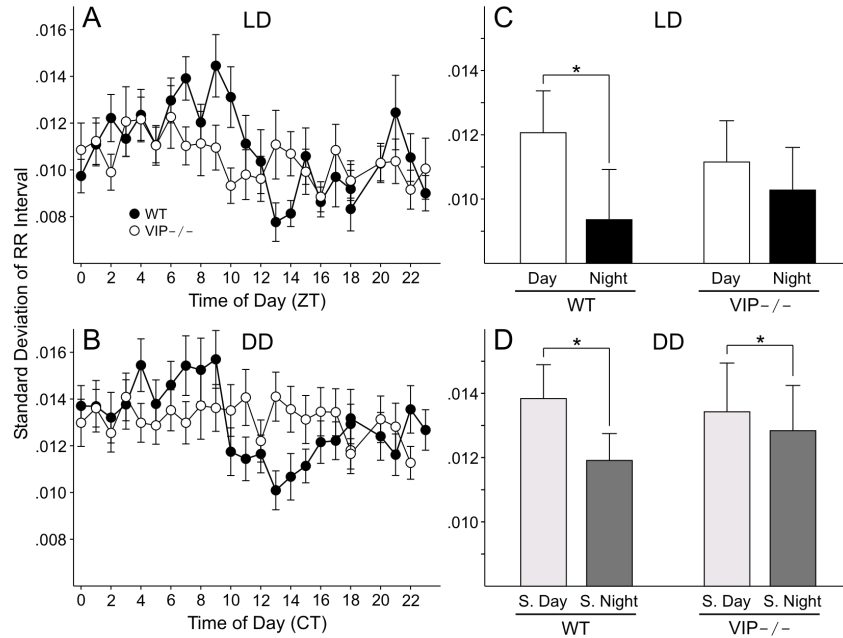 Standard Deviation of RR Interval
A
LD
.016
.014
.012
.010
.008
WT
VIP-/-
0 2 4 6 8 10 12 14 16 18 20 22
Time of Day (ZT)
B
DD
.016
.014
.012
.010
.008
0 2 4 6 8 10 12 14 16 18 20 22
Time of Day (CT)
C
LD
.014
.012
.010
*
Day Night Day Night
WT VIP-/-
D
DD
.014
.012
.010
* *
S. Day S. Night S. Day S. Night
WT VIP-/-